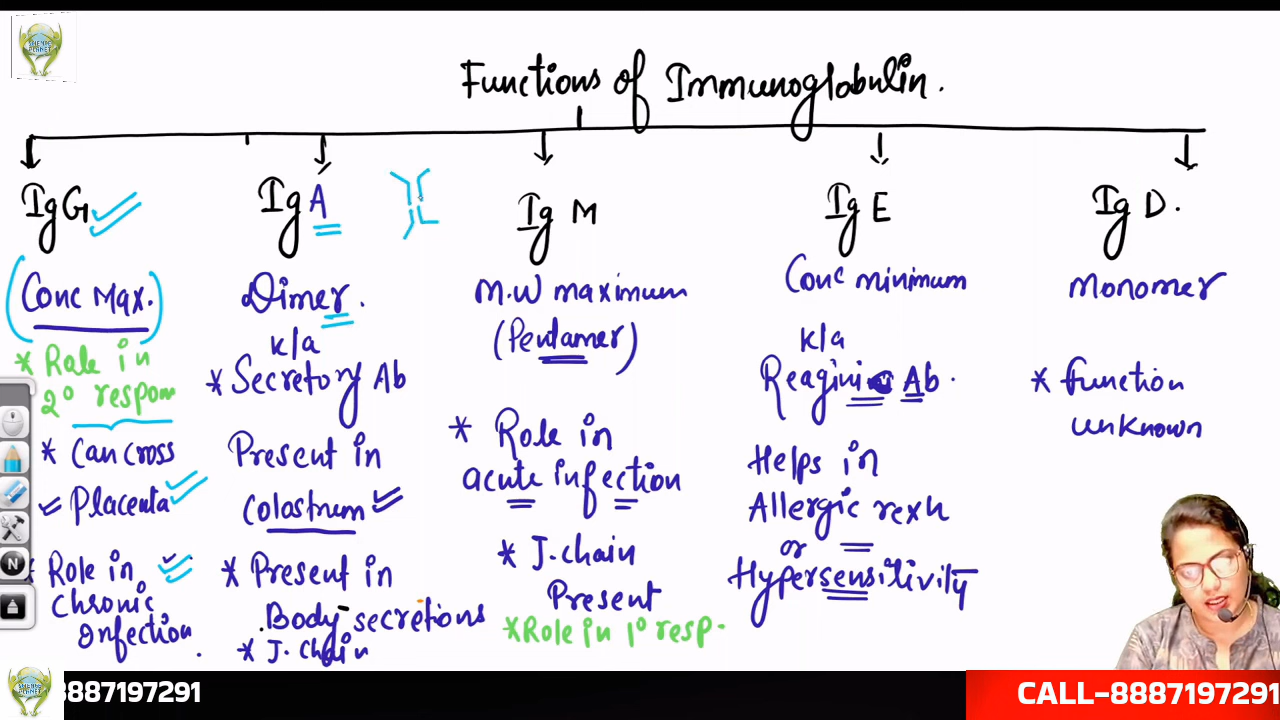 Functions of Immunoglobulin.
IgG
(Conc Max.)
* Role in
2° respon
* Can cross
Placenta
* Role in
Chronic
Infection.
IgA
Dimer.
k/a
* Secretory Ab
Present in
Colostrum
* Present in
Body secretions
* J. chain
IgM
M.W maximum
(Pentamer)
* Role in
acute infection
* J. chain
Present
* Role in 1° resp.
IgE
Conc minimum
k/a
Reagini Ab.
Helps in
Allergic rexn
or
Hypersensitivity
IgD.
Monomer
* function
unknown
N
8887197291
CALL-8887197291